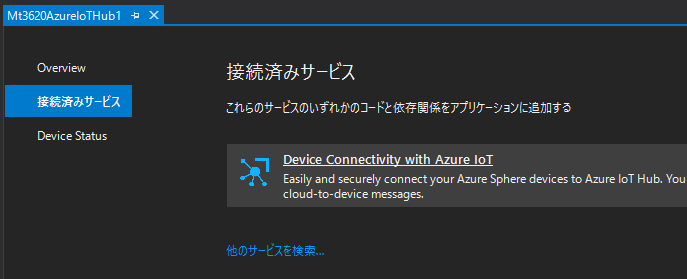 Mt3620AzureIoTHub1
Overview
接続済みサービス
Device Status
接続済みサービス
これらのサービスのいずれかのコードと依存関係をアプリケーションに追加する
Device Connectivity with Azure IoT
Easily and securely connect your Azure Sphere devices to Azure IoT Hub. You
cloud-to-device messages.
他のサービスを検索...